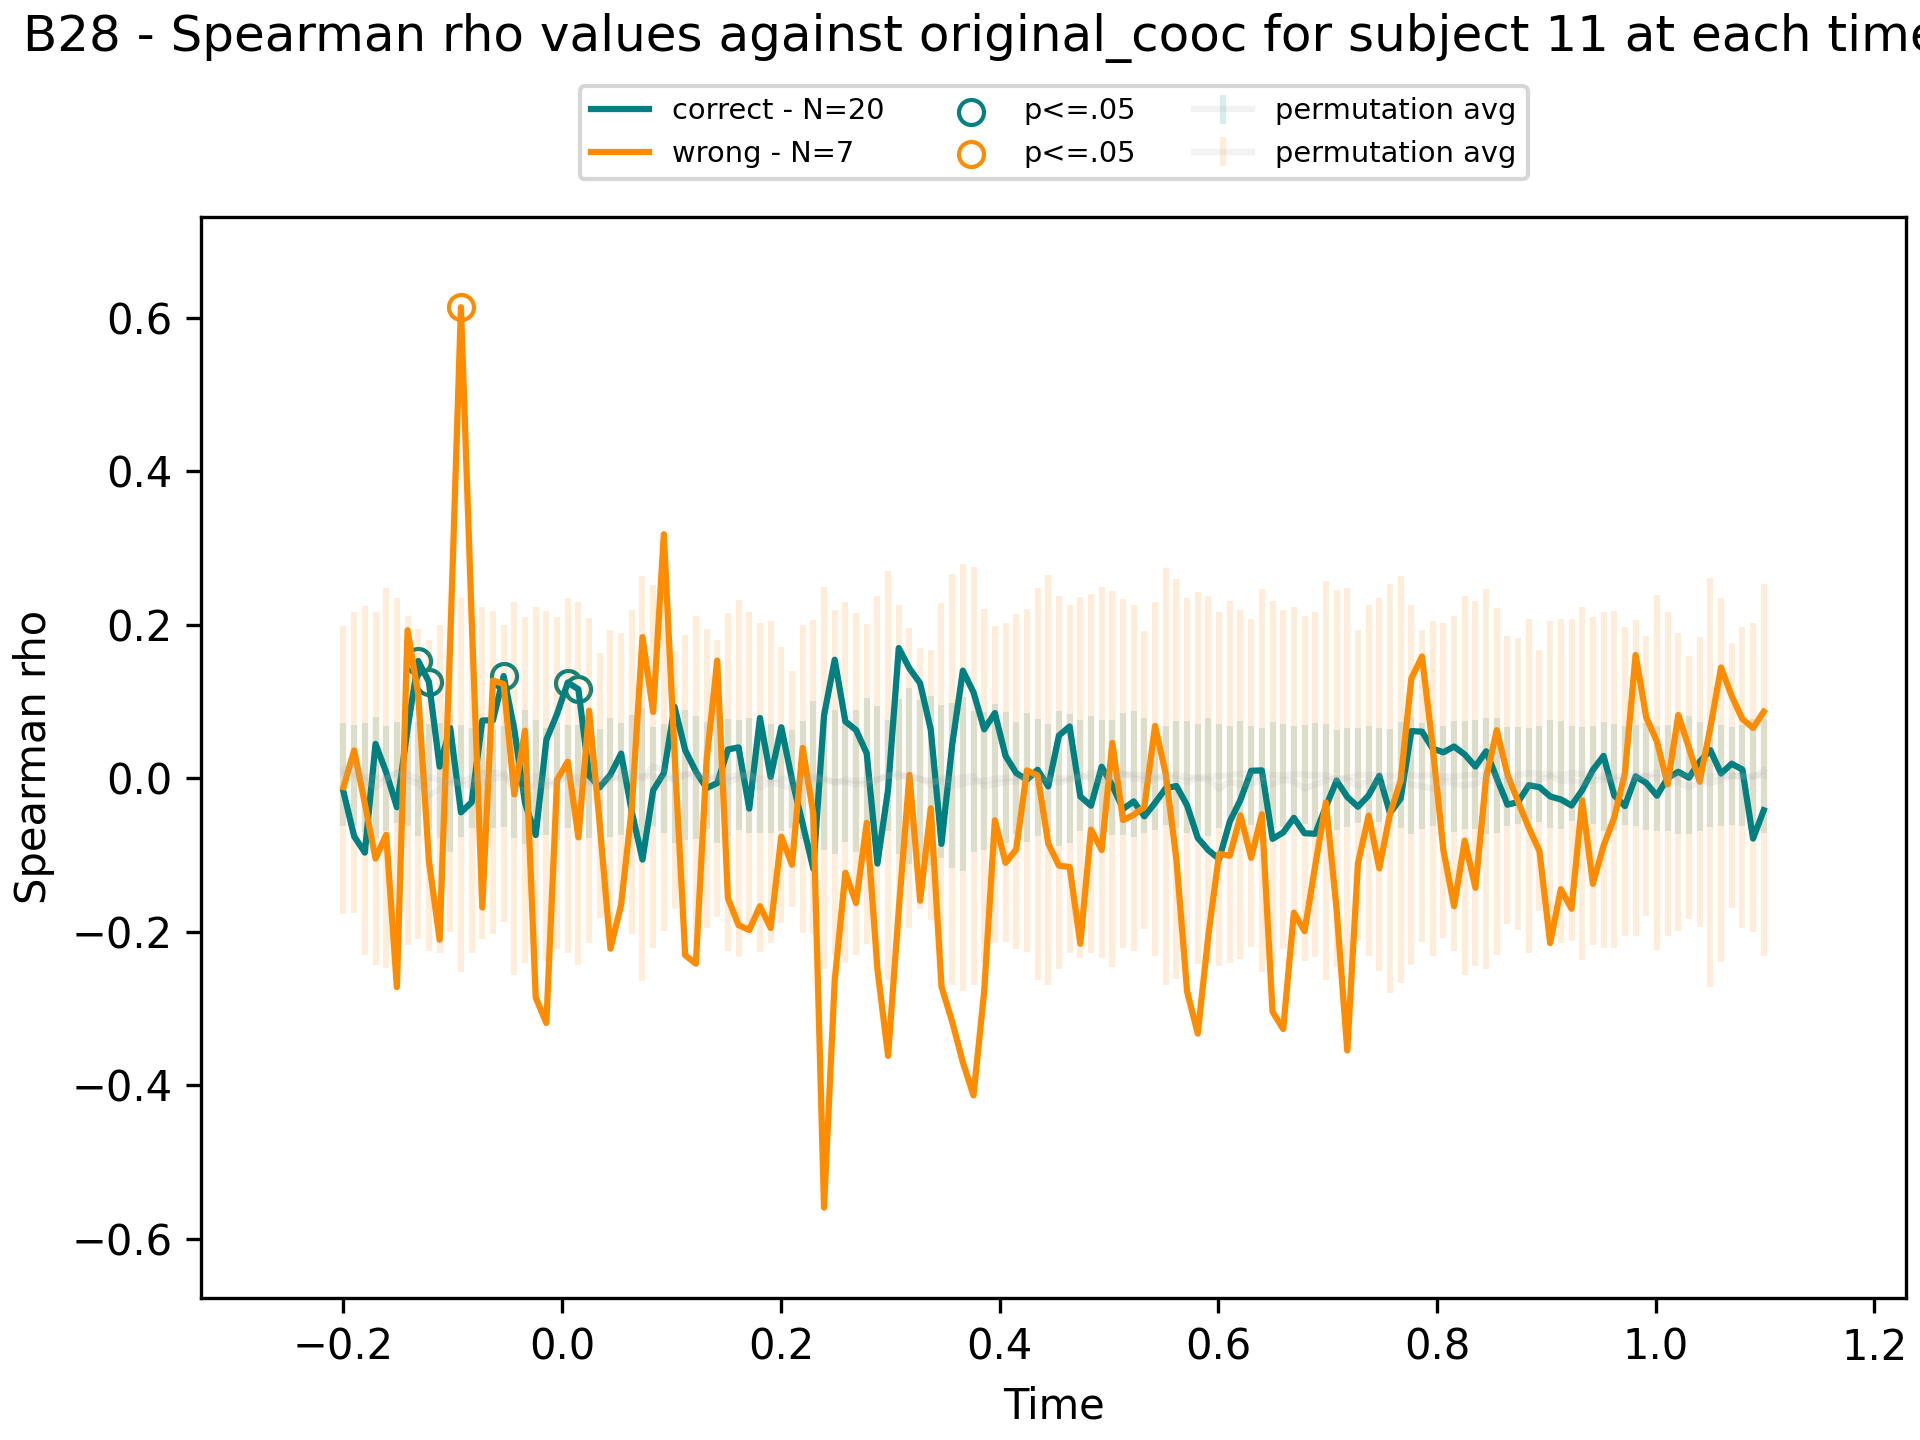 B28 - Spearman rho values against original_cooc for subject 11 at each time
correct - N=20
wrong - N=7
p<=.05
p<=.05
permutation avg
permutation avg
Spearman rho
0.6
0.4
0.2
0.0
−0.2
−0.4
−0.6
−0.2 0.0 0.2 0.4 0.6 0.8 1.0 1.2
Time